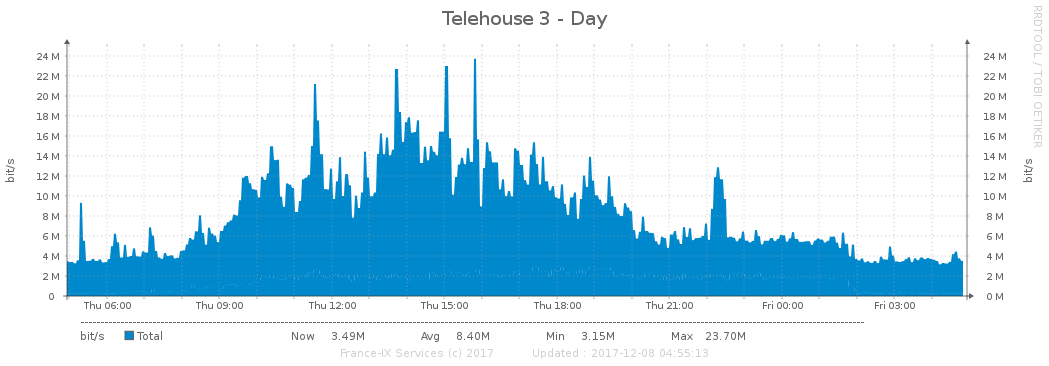 Telehouse 3 - Day
RRDTOOL / TOBI OETIKER
24 M 24 M
22 M 22 M
20 M 20 M
18 M 18 M
16 M 16 M
14 M 14 M
12 M 12 M
10 M 10 M
8 M 8 M
6 M 6 M
4 M 4 M
2 M 2 M
0 0 M
bit/s bit/s
Thu 06:00 Thu 09:00 Thu 12:00 Thu 15:00 Thu 18:00 Thu 21:00 Fri 00:00 Fri 03:00
bit/s Total Now 3.49M Avg 8.40M Min 3.15M Max 23.70M
France-IX Services (c) 2017 Updated : 2017-12-08 04:55:13